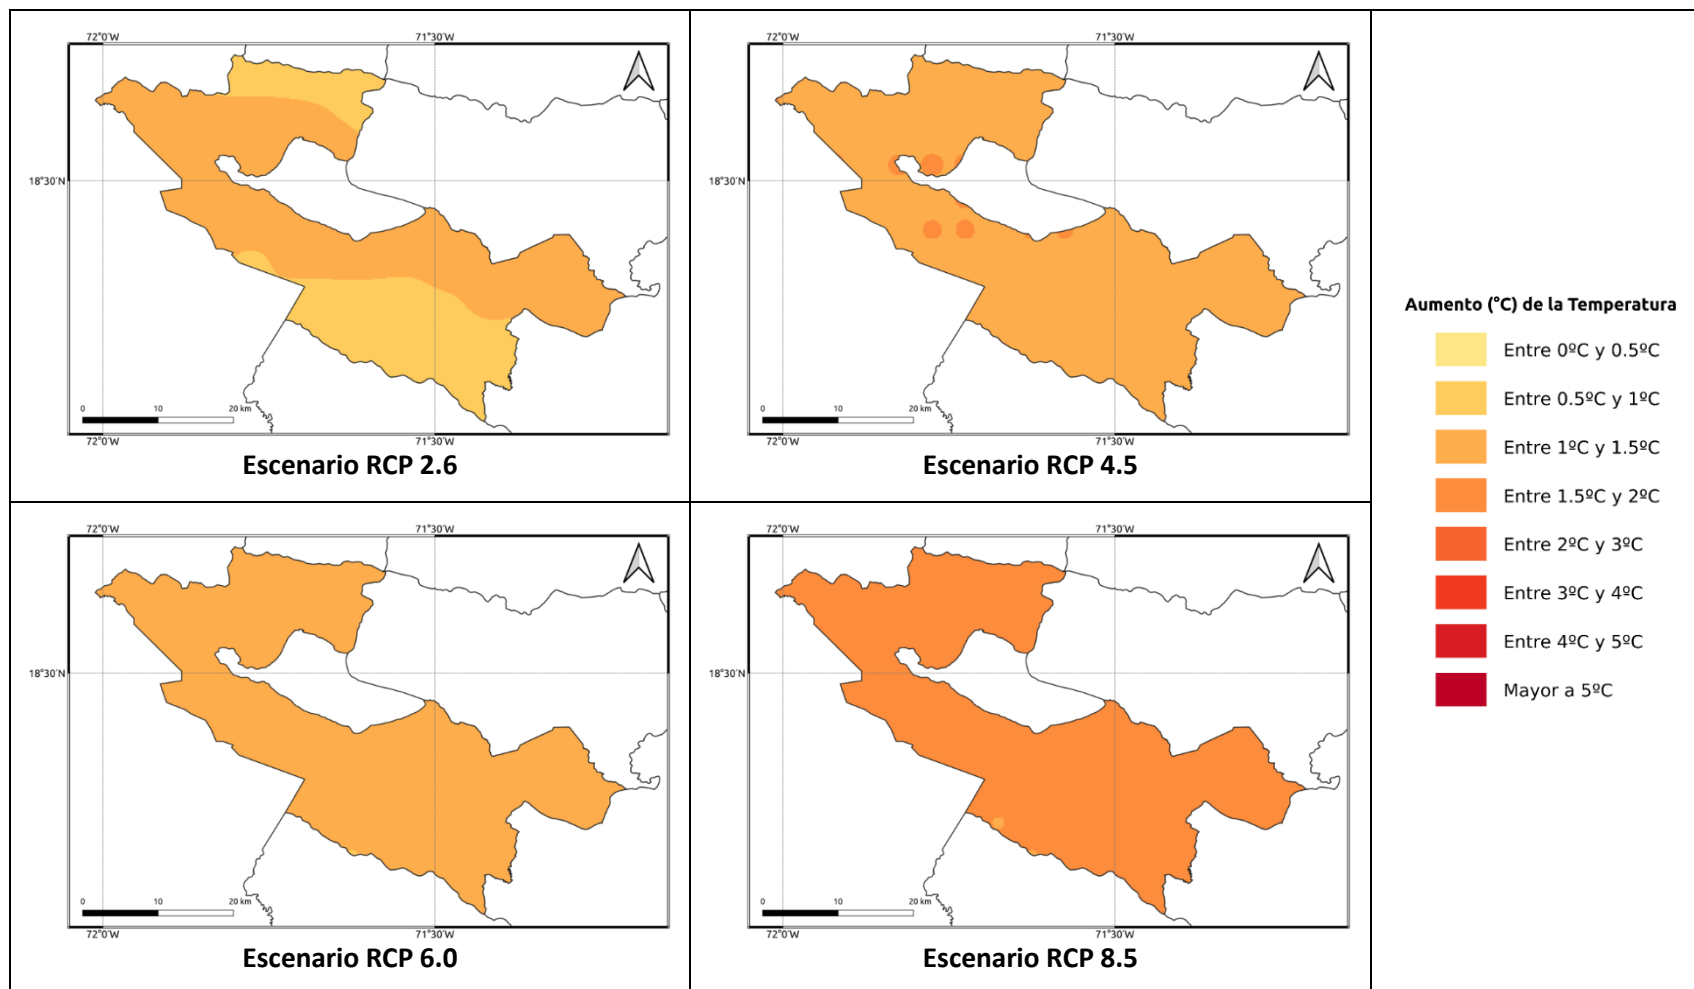 72°0'W 71°30'W
18°30'N
0 10 20 km
72°0'W 71°30'W
Escenario RCP 2.6
72°0'W 71°30'W
18°30'N
0 10 20 km
72°0'W 71°30'W
Escenario RCP 4.5
72°0'W 71°30'W
18°30'N
0 10 20 km
72°0'W 71°30'W
Escenario RCP 6.0
72°0'W 71°30'W
18°30'N
0 10 20 km
72°0'W 71°30'W
Escenario RCP 8.5
Aumento (°C) de la Temperatura
Entre 0ºC y 0.5ºC
Entre 0.5ºC y 1ºC
Entre 1ºC y 1.5ºC
Entre 1.5ºC y 2ºC
Entre 2ºC y 3ºC
Entre 3ºC y 4ºC
Entre 4ºC y 5ºC
Mayor a 5ºC